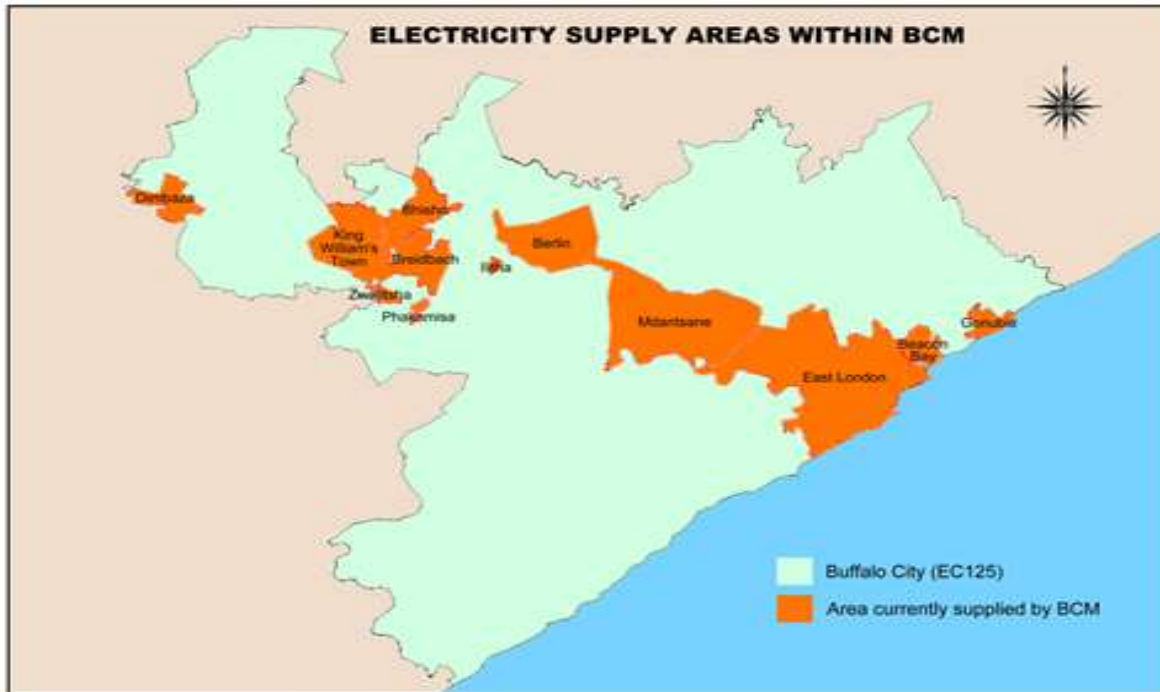 ELECTRICITY SUPPLY AREAS WITHIN BCM
Dimbaza
Bhisho
King
William's
Town
Breidbach
Berlin
Ilitha
Zwelitsha
Phakamisa
Mdantsane
Gonubie
Beacon
Bay
East London
Buffalo City (EC125)
Area currently supplied by BCM